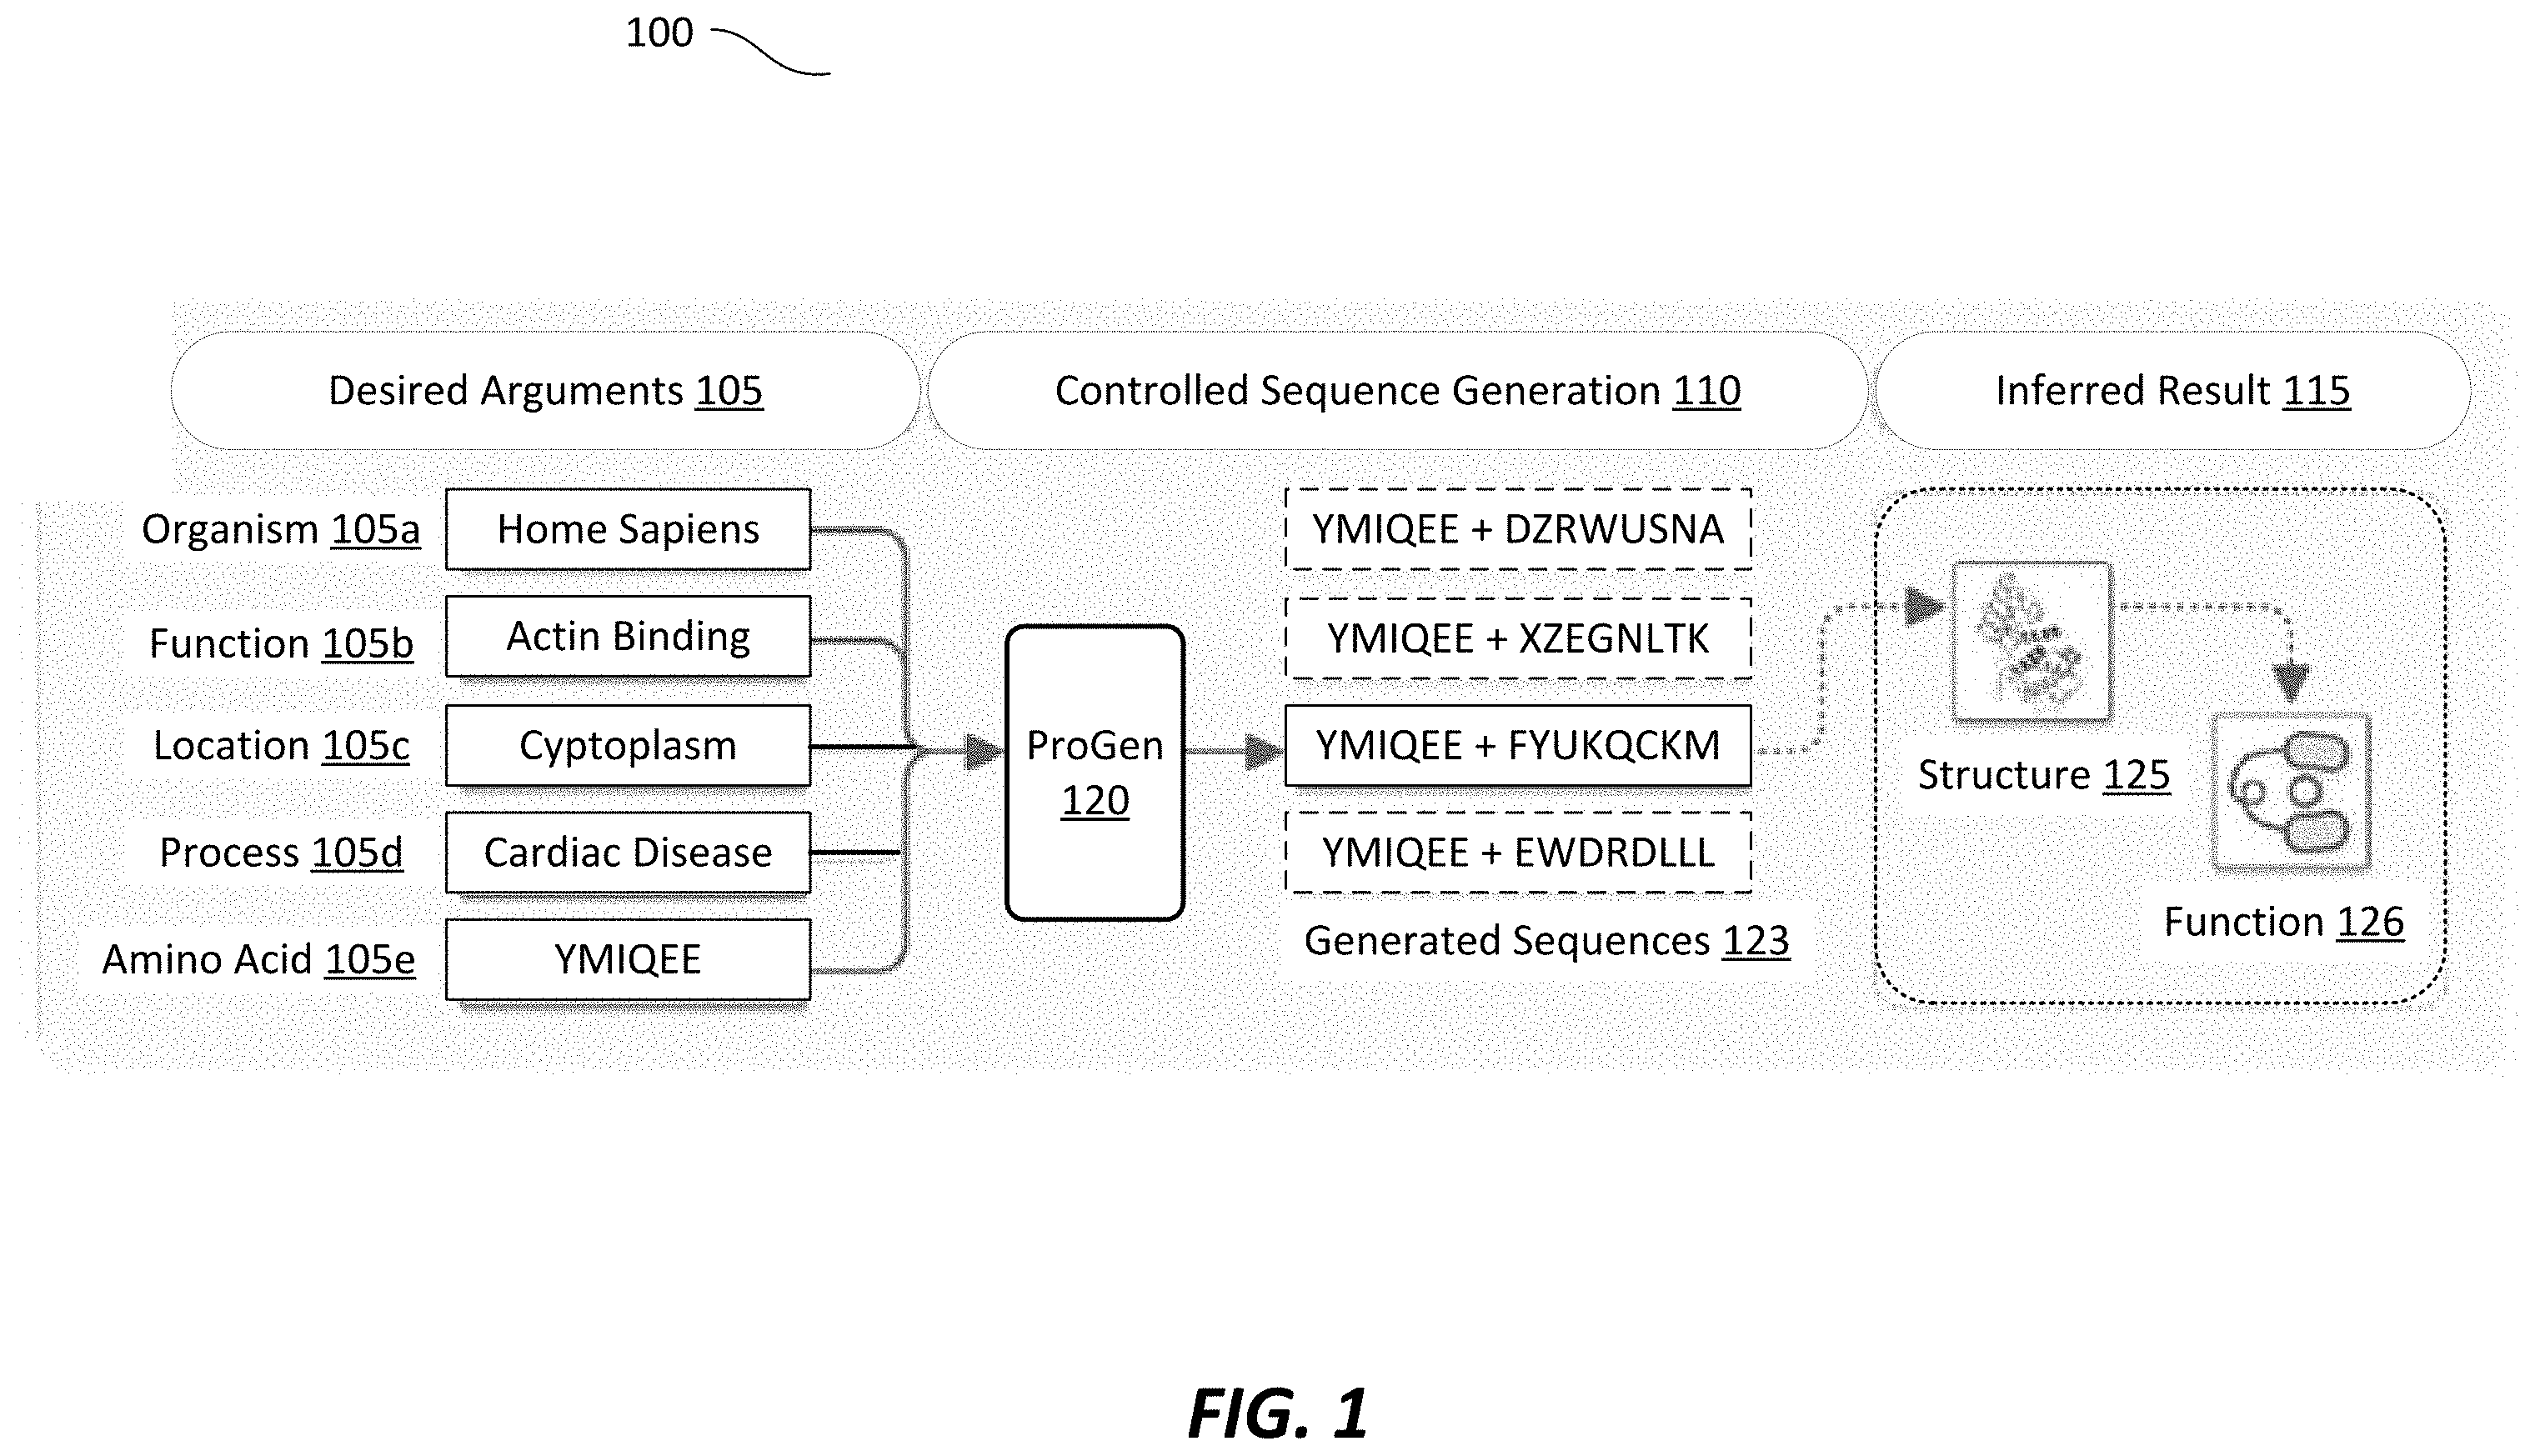 100
Desired Arguments 105
Controlled Sequence Generation 110
Inferred Result 115
Organism 105a
Home Sapiens
Function 105b
Actin Binding
Location 105c
Cyptoplasm
Process 105d
Cardiac Disease
Amino Acid 105e
YMIQEE
ProGen
120
YMIQEE + DZRWUSNA
YMIQEE + XZEGNLTK
YMIQEE + FYUKQCKM
YMIQEE + EWDRDLLL
Generated Sequences 123
Structure 125
Function 126
FIG. 1